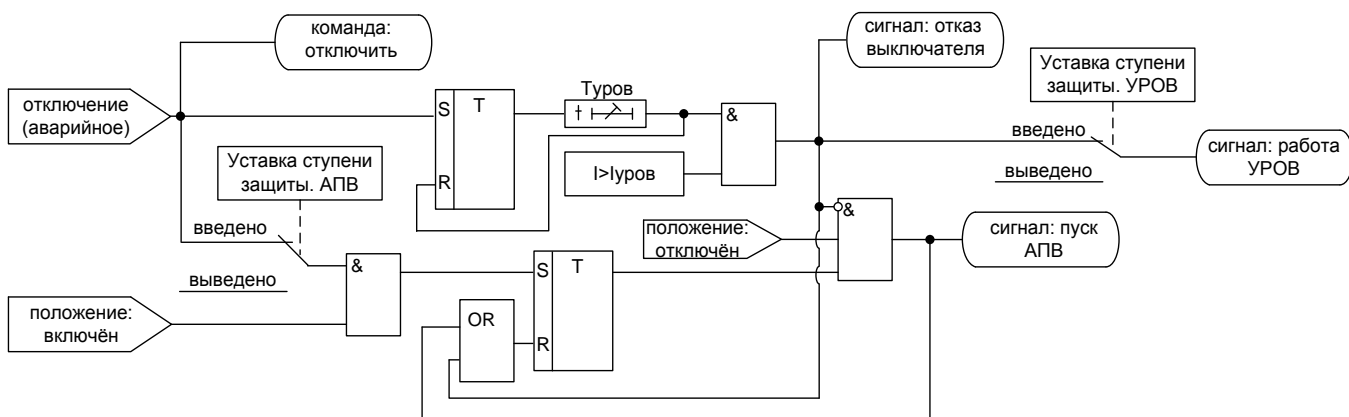 команда:
отключить
сигнал: отказ
выключателя
Уставка ступени
защиты. УРОВ
отключение
(аварийное)
S
T
R
Туров
t
&
I>Iуров
введено
выведено
сигнал: работа
УРОВ
Уставка ступени
защиты. АПВ
введено
выведено
&
положение:
отключён
&
сигнал: пуск
АПВ
S
T
R
OR
положение:
включён